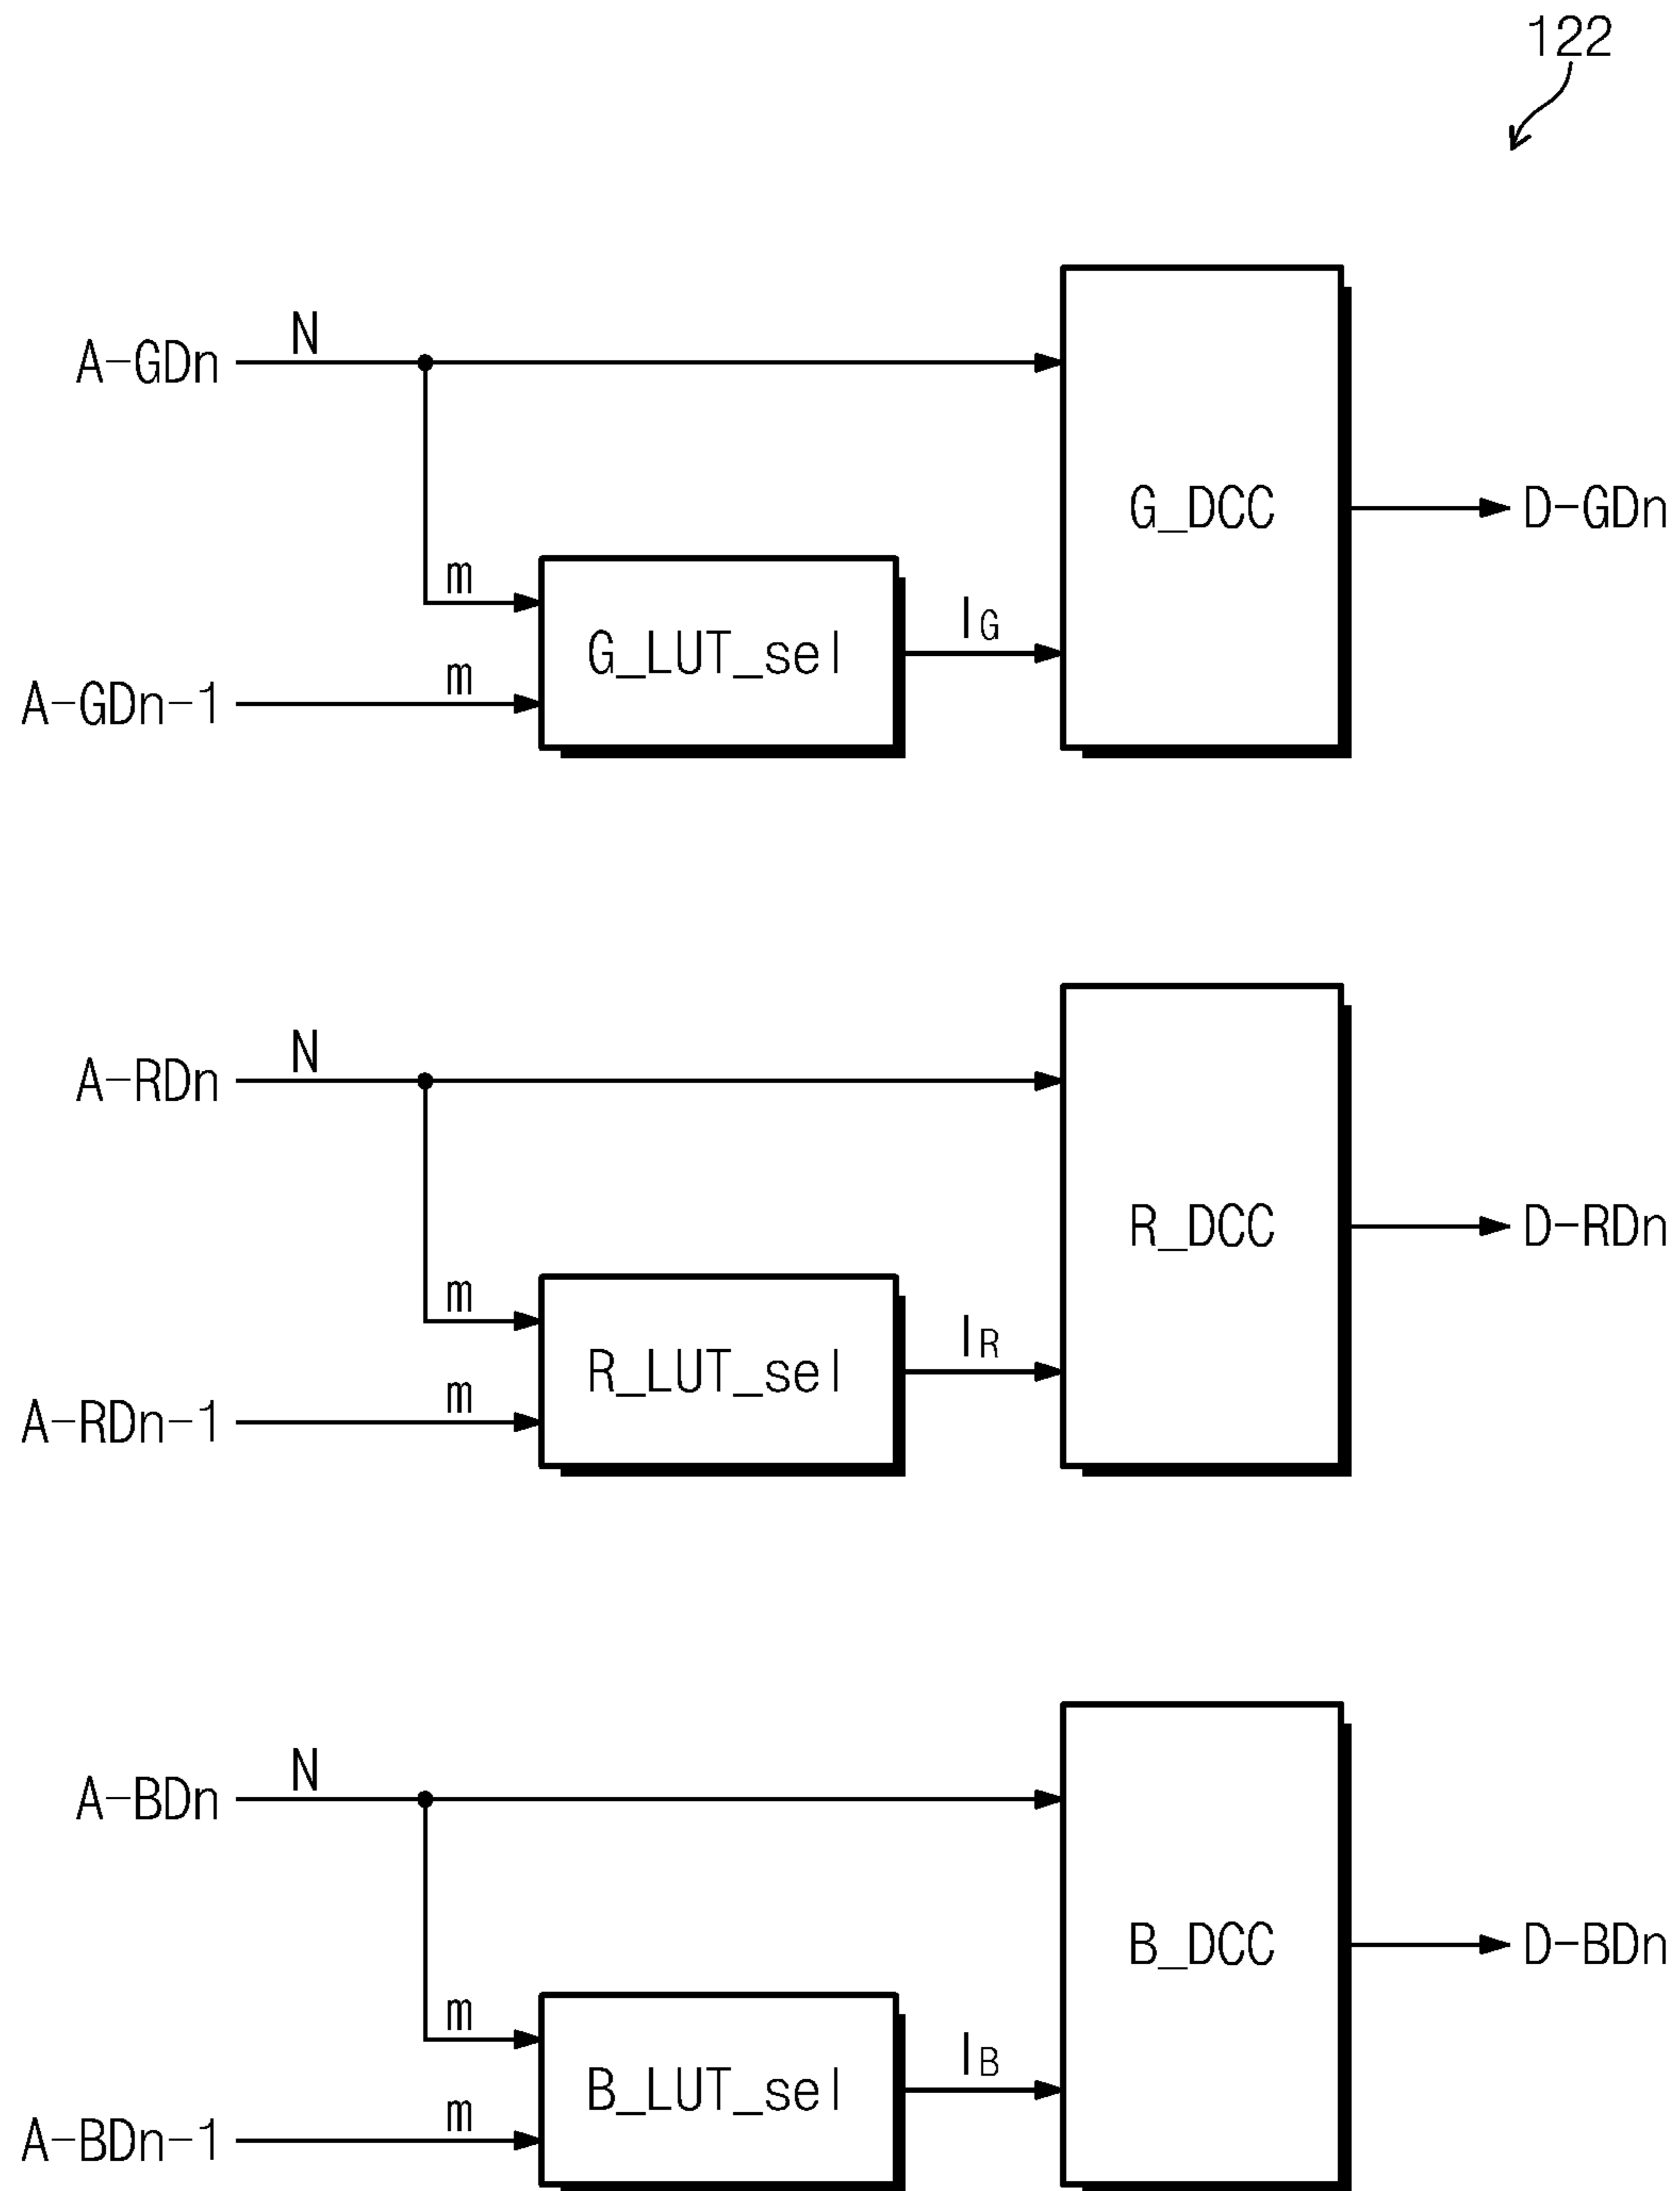 122
A-GDn
N
m
A-GDn-1
m
G_LUT_sel
IG
G_DCC
D-GDn
A-RDn
N
m
A-RDn-1
m
R_LUT_sel
IR
R_DCC
D-RDn
A-BDn
N
m
A-BDn-1
m
B_LUT_sel
IB
B_DCC
D-BDn